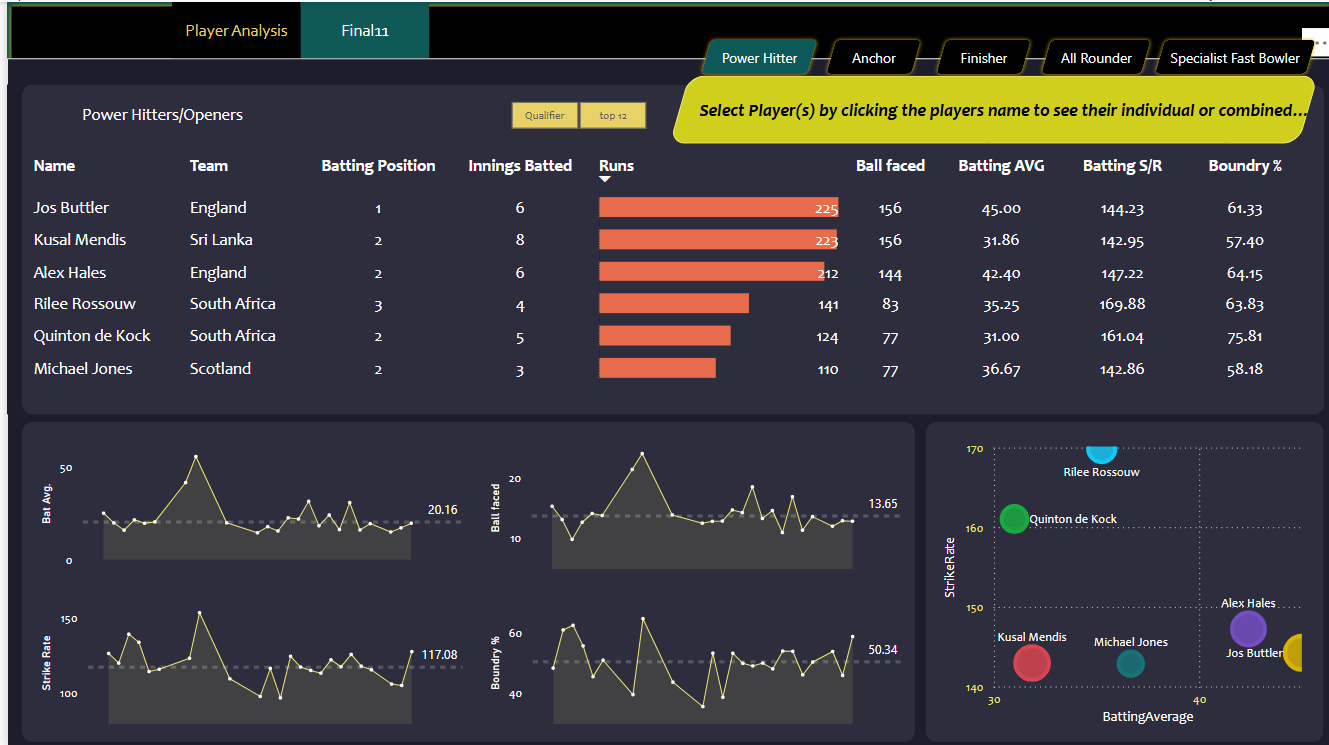 Player Analysis Final11
Power Hitter Anchor Finisher All Rounder Specialist Fast Bowler
Select Player(s) by clicking the players name to see their individual or combined...
Power Hitters/Openers Qualifier top 12
Name Team Batting Position Innings Batted Runs Ball faced Batting AVG Batting S/R Boundry %
Jos Buttler England 1 6 225 156 45.00 144.23 61.33
Kusal Mendis Sri Lanka 2 8 223 156 31.86 142.95 57.40
Alex Hales England 2 6 212 144 42.40 147.22 64.15
Rilee Rossouw South Africa 3 4 141 83 35.25 169.88 63.83
Quinton de Kock South Africa 2 5 124 77 31.00 161.04 75.81
Michael Jones Scotland 2 3 110 77 36.67 142.86 58.18
Bat Avg.
50
0
20.16
Ball faced
20
10
13.65
Strike Rate
150
100
117.08
Boundry %
60
40
50.34
StrikeRate
170
160
150
140
Rilee Rossouw
Quinton de Kock
Alex Hales
Kusal Mendis
Michael Jones
Jos Buttler
30 40
BattingAverage